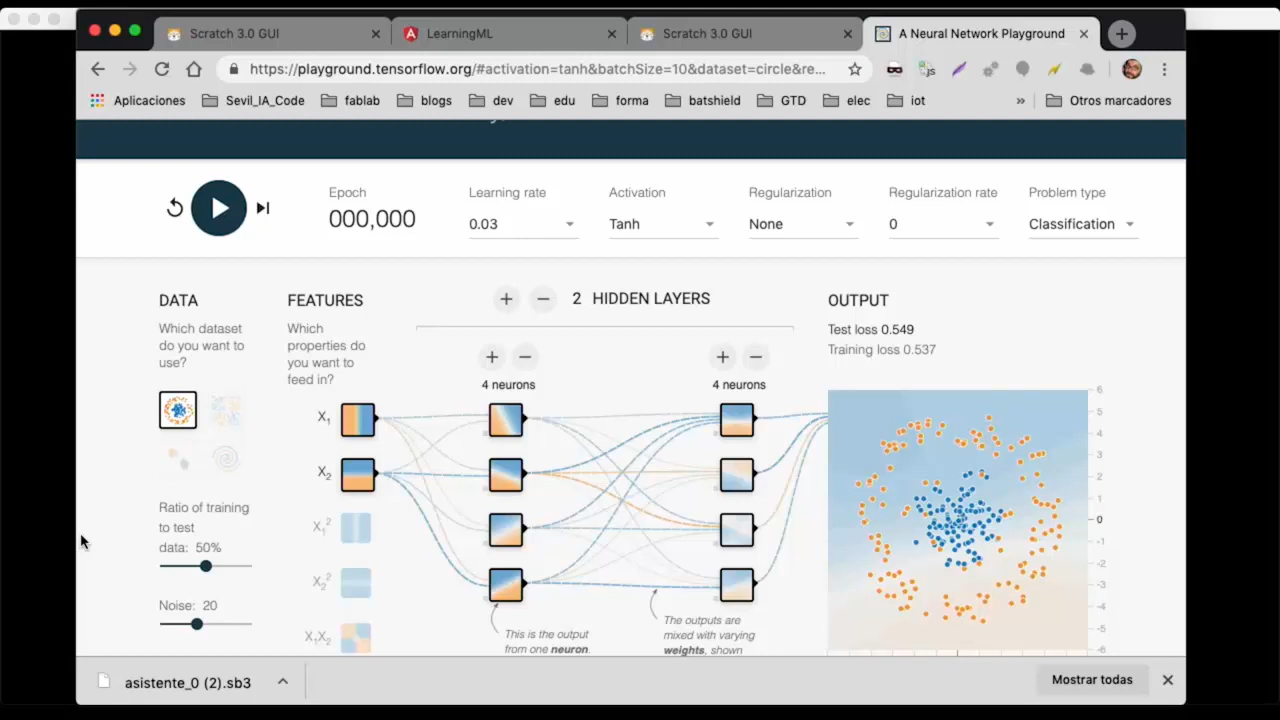 Scratch 3.0 GUI
LearningML
Scratch 3.0 GUI
A Neural Network Playground
https://playground.tensorflow.org/#activation=tanh&batchSize=10&dataset=circle&re...
Aplicaciones
Sevil_IA_Code
fablab
blogs
dev
edu
forma
batshield
GTD
elec
iot
»
Otros marcadores
Epoch
000,000
Learning rate
0.03
Activation
Tanh
Regularization
None
Regularization rate
0
Problem type
Classification
DATA
Which dataset
do you want to
use?
Ratio of training
to test
data: 50%
Noise: 20
FEATURES
Which
properties do
you want to
feed in?
X₁
X₂
X₁²
X₂²
X₁X₂
+ − 2 HIDDEN LAYERS
+ −
4 neurons
+ −
4 neurons
This is the output
from one neuron.
The outputs are
mixed with varying
weights, shown
OUTPUT
Test loss 0.549
Training loss 0.537
6
5
4
3
2
1
0
-1
-2
-3
-4
-5
-6
asistente_0 (2).sb3
Mostrar todas